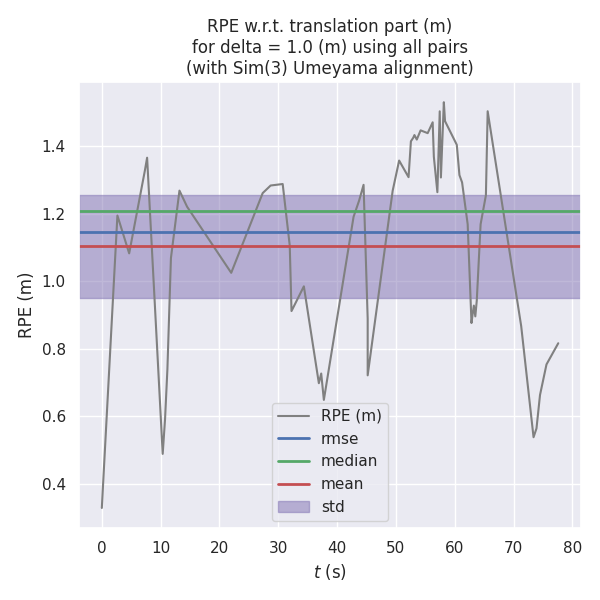 RPE w.r.t. translation part (m)
for delta = 1.0 (m) using all pairs
(with Sim(3) Umeyama alignment)
RPE (m)
1.4
1.2
1.0
0.8
0.6
0.4
RPE (m)
rmse
median
mean
std
0 10 20 30 40 50 60 70 80
t (s)